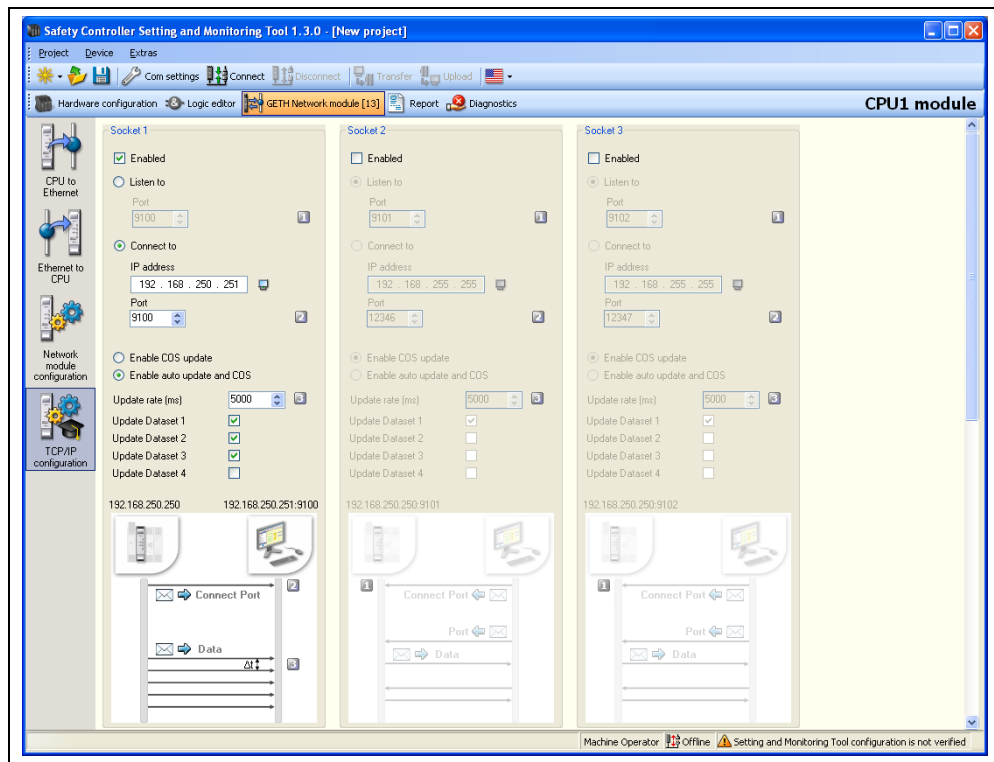 Safety Controller Setting and Monitoring Tool 1.3.0 - [New project]
Project Device Extras
Com settings Connect Disconnect Transfer Upload
Hardware configuration Logic editor GETH Network module [13] Report Diagnostics CPU1 module
CPU to
Ethernet
Ethernet to
CPU
Network
module
configuration
TCP/IP
configuration
Socket 1
Enabled
Listen to
Port
9100
1
Connect to
IP address
192 . 168 . 250 . 251
Port
9100
2
Enable COS update
Enable auto update and COS
Update rate (ms) 5000 3
Update Dataset 1
Update Dataset 2
Update Dataset 3
Update Dataset 4
192.168.250.250 192.168.250.251:9100
2
Connect Port
Data
Δt 3
Socket 2
Enabled
Listen to
Port
9101
1
Connect to
IP address
192 . 168 . 255 . 255
Port
12346
2
Enable COS update
Enable auto update and COS
Update rate (ms) 5000 3
Update Dataset 1
Update Dataset 2
Update Dataset 3
Update Dataset 4
192.168.250.250:9101
1
Connect Port
Port
Data
Socket 3
Enabled
Listen to
Port
9102
1
Connect to
IP address
192 . 168 . 255 . 255
Port
12347
2
Enable COS update
Enable auto update and COS
Update rate (ms) 5000 3
Update Dataset 1
Update Dataset 2
Update Dataset 3
Update Dataset 4
192.168.250.250:9102
1
Connect Port
Port
Data
Machine Operator Offline Setting and Monitoring Tool configuration is not verified